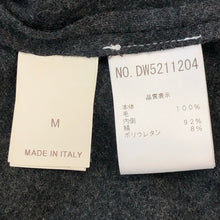 M
MADE IN ITALY
NO. DW5211204
品質表示
本体
毛 100%
内側
綿 92%
ポリウレタン 8%